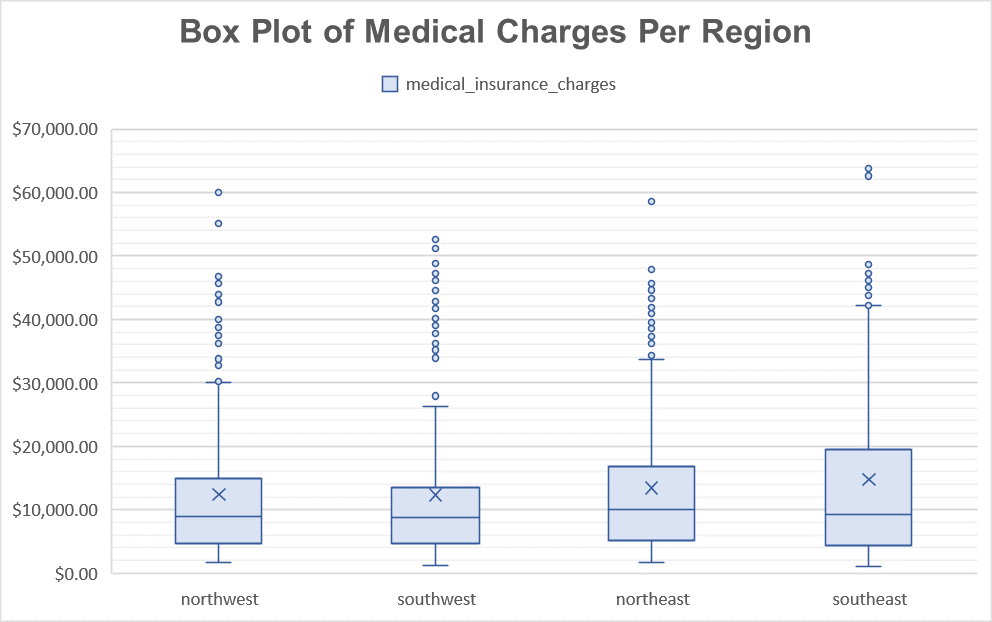 Box Plot of Medical Charges Per Region
medical_insurance_charges
$70,000.00
$60,000.00
$50,000.00
$40,000.00
$30,000.00
$20,000.00
$10,000.00
$0.00
northwest southwest northeast southeast